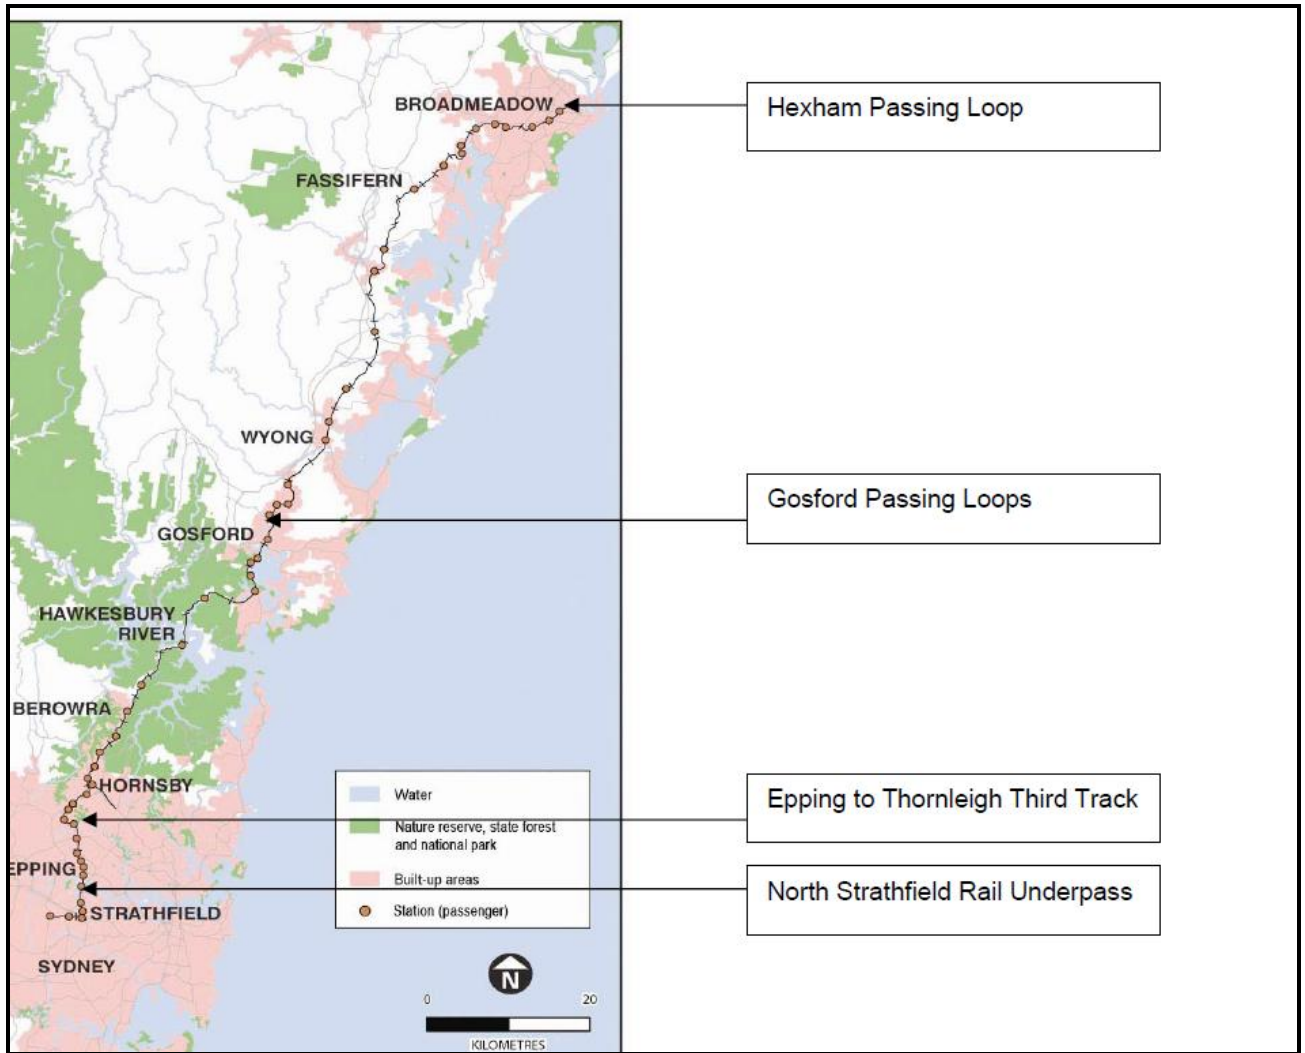 BROADMEADOW
Hexham Passing Loop
FASSIFERN
WYONG
Gosford Passing Loops
GOSFORD
HAWKESBURY
RIVER
BEROWRA
HORNSBY
Epping to Thornleigh Third Track
EPPING
North Strathfield Rail Underpass
STRATHFIELD
SYDNEY
Water
Nature reserve, state forest
and national park
Built-up areas
Station (passenger)
N
0 20
KILOMETRES